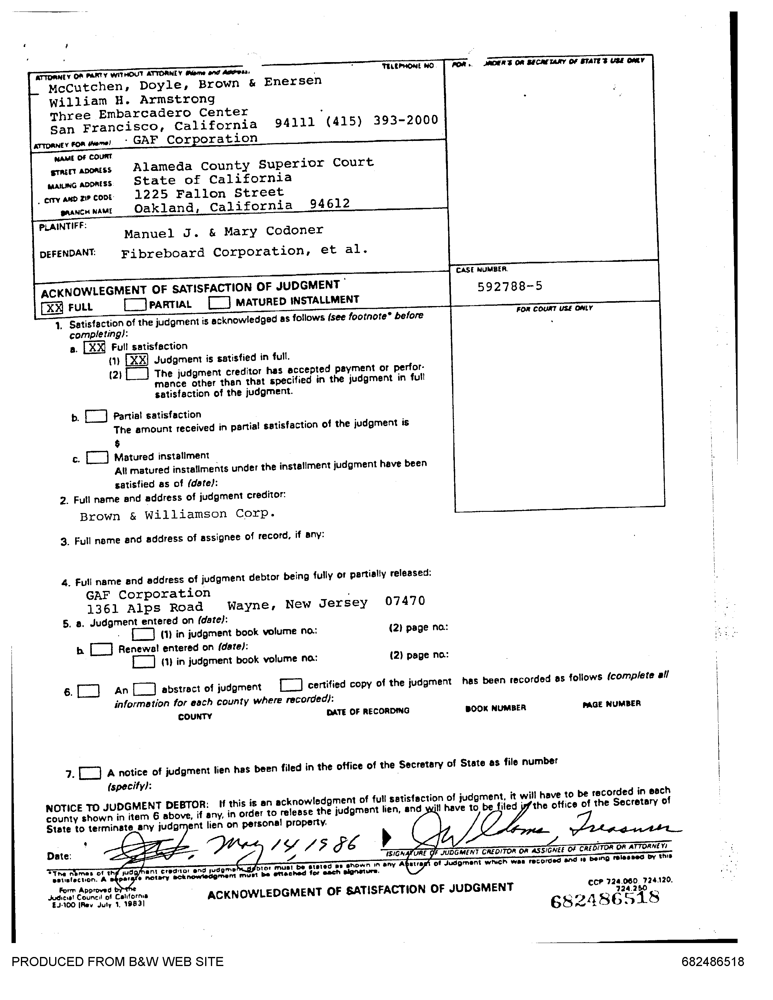 ATTORNEY OR PARTY WITHOUT ATTORNEY (Name and Address): TELEPHONE NO
FOR RECORDER'S OR SECRETARY OF STATE'S USE ONLY
McCutchen, Doyle, Brown & Enersen
William H. Armstrong
Three Embarcadero Center
San Francisco, California 94111 (415) 393-2000
ATTORNEY FOR (Name) GAF Corporation
NAME OF COURT Alameda County Superior Court
STREET ADDRESS State of California
MAILING ADDRESS 1225 Fallon Street
CITY AND ZIP CODE Oakland, California 94612
BRANCH NAME
PLAINTIFF: Manuel J. & Mary Codoner
DEFENDANT: Fibreboard Corporation, et al.
ACKNOWLEGMENT OF SATISFACTION OF JUDGMENT
XX FULL PARTIAL MATURED INSTALLMENT
CASE NUMBER
592788-5
FOR COURT USE ONLY
1. Satisfaction of the judgment is acknowledged as follows (see footnote* before
completing):
a. XX Full satisfaction
(1) XX Judgment is satisfied in full.
(2) The judgment creditor has accepted payment or perfor-
mance other than that specified in the judgment in full
satisfaction of the judgment.
b. Partial satisfaction
The amount received in partial satisfaction of the judgment is
$
c. Matured installment
All matured installments under the installment judgment have been
satisfied as of (date):
2. Full name and address of judgment creditor:
Brown & Williamson Corp.
3. Full name and address of assignee of record, if any:
4. Full name and address of judgment debtor being fully or partially released:
GAF Corporation
1361 Alps Road Wayne, New Jersey 07470
5. a. Judgment entered on (date):
(1) in judgment book volume no.: (2) page no.:
b. Renewal entered on (date):
(1) in judgment book volume no.: (2) page no.:
6. An abstract of judgment certified copy of the judgment has been recorded as follows (complete all
information for each county where recorded):
COUNTY DATE OF RECORDING BOOK NUMBER PAGE NUMBER
7. A notice of judgment lien has been filed in the office of the Secretary of State as file number
(specify):
NOTICE TO JUDGMENT DEBTOR: If this is an acknowledgment of full satisfaction of judgment, it will have to be recorded in each
county shown in item 6 above, if any, in order to release the judgment lien, and will have to be filed in the office of the Secretary of
State to terminate any judgment lien on personal property.
Date: May 14, 1986 Treasurer
(SIGNATURE OF JUDGMENT CREDITOR OR ASSIGNEE OF CREDITOR OR ATTORNEY)
*The names of the judgment creditor and judgment debtor must be stated as shown in any Abstract of Judgment which was recorded and is being released by this
satisfaction. A separate notary acknowledgment must be attached for each signature.
Form Approved by the
Judicial Council of California
EJ-100 (Rev July 1, 1983)
ACKNOWLEDGMENT OF SATISFACTION OF JUDGMENT
CCP 724.060, 724.120,
724.250
682486518
PRODUCED FROM B&W WEB SITE 682486518